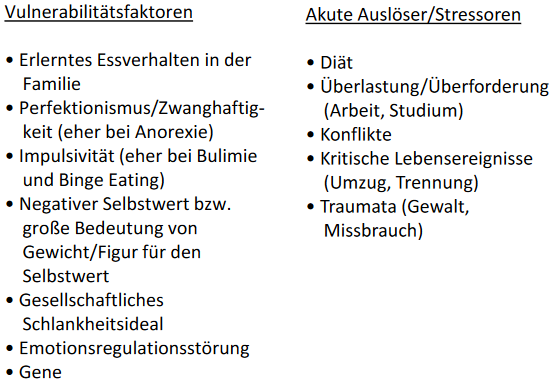 Vulnerabilitätsfaktoren
• Erlerntes Essverhalten in der
Familie
• Perfektionismus/Zwanghaftig-
keit (eher bei Anorexie)
• Impulsivität (eher bei Bulimie
und Binge Eating)
• Negativer Selbstwert bzw.
große Bedeutung von
Gewicht/Figur für den
Selbstwert
• Gesellschaftliches
Schlankheitsideal
• Emotionsregulationsstörung
• Gene
Akute Auslöser/Stressoren
• Diät
• Überlastung/Überforderung
(Arbeit, Studium)
• Konflikte
• Kritische Lebensereignisse
(Umzug, Trennung)
• Traumata (Gewalt,
Missbrauch)